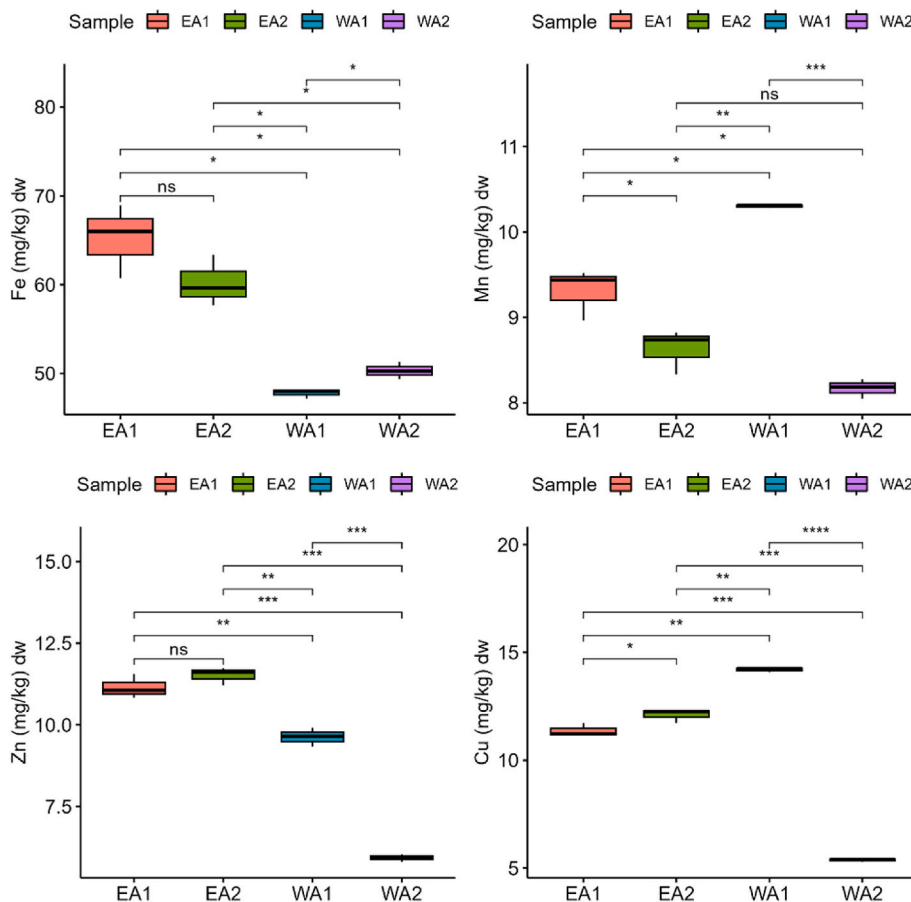 Sample EA1 EA2 WA1 WA2
Fe (mg/kg) dw
80
70
60
50
*
*
*
*
*
ns
EA1 EA2 WA1 WA2
Sample EA1 EA2 WA1 WA2
Mn (mg/kg) dw
11
10
9
8
***
ns
**
*
*
*
EA1 EA2 WA1 WA2
Sample EA1 EA2 WA1 WA2
Zn (mg/kg) dw
15.0
12.5
10.0
7.5
***
***
**
***
**
ns
EA1 EA2 WA1 WA2
Sample EA1 EA2 WA1 WA2
Cu (mg/kg) dw
20
15
10
5
****
***
**
***
**
*
EA1 EA2 WA1 WA2